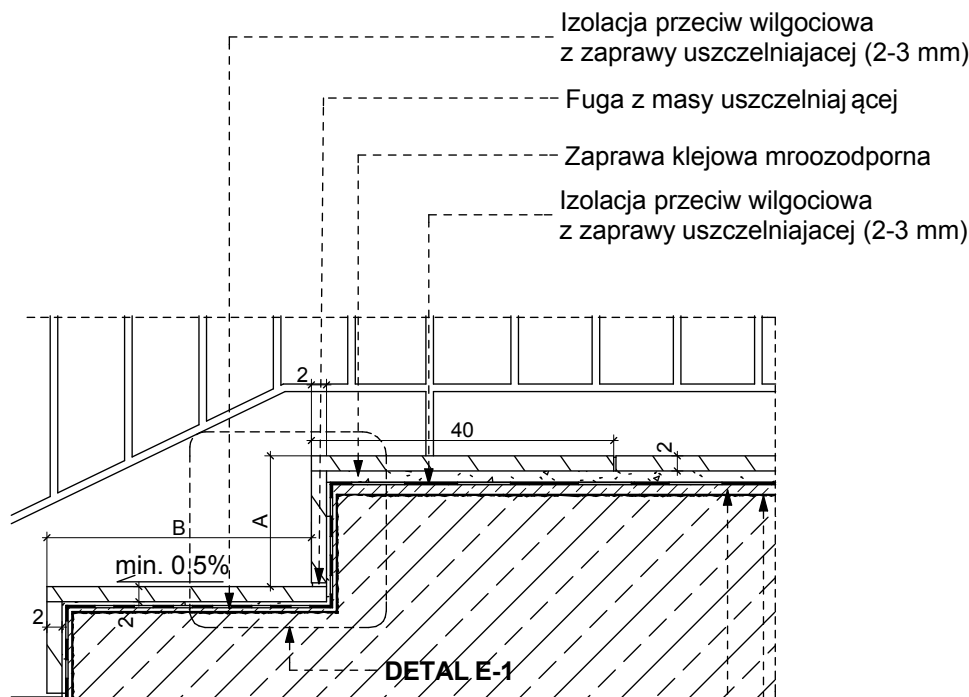 Izolacja przeciw wilgociowa
z zaprawy uszczelniajacej (2-3 mm)
Fuga z masy uszczelniaj ącej
Zaprawa klejowa mroozodporna
Izolacja przeciw wilgociowa
z zaprawy uszczelniajacej (2-3 mm)
2
40
2
A
B
min. 0.5%
2
2
DETAL E-1